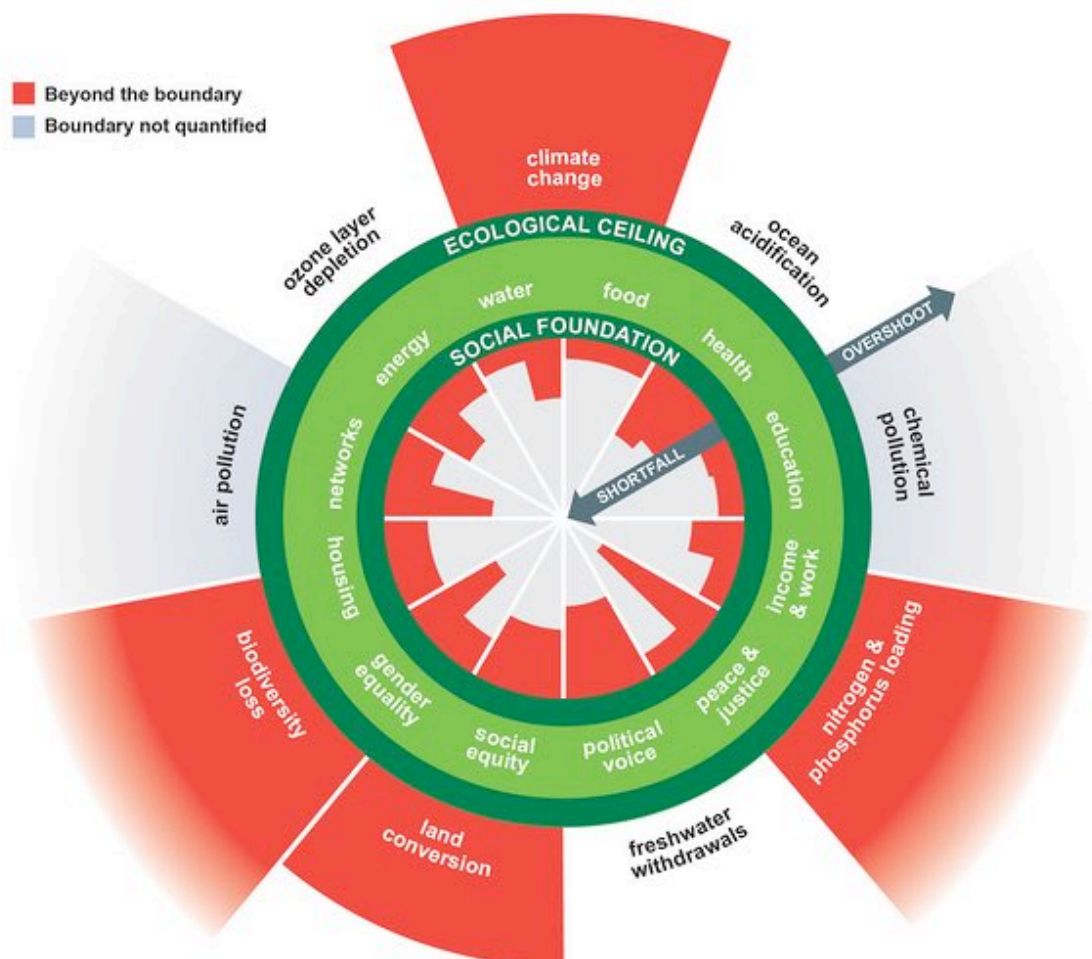 Beyond the boundary
Boundary not quantified
climate
change
ozone layer
depletion
ocean
acidification
ECOLOGICAL CEILING
OVERSHOOT
water
food
energy
health
SOCIAL FOUNDATION
SHORTFALL
networks
education
air pollution
chemical
pollution
housing
income
& work
gender
equality
peace &
justice
social
equity
political
voice
biodiversity
loss
nitrogen &
phosphorus loading
land
conversion
freshwater
withdrawals